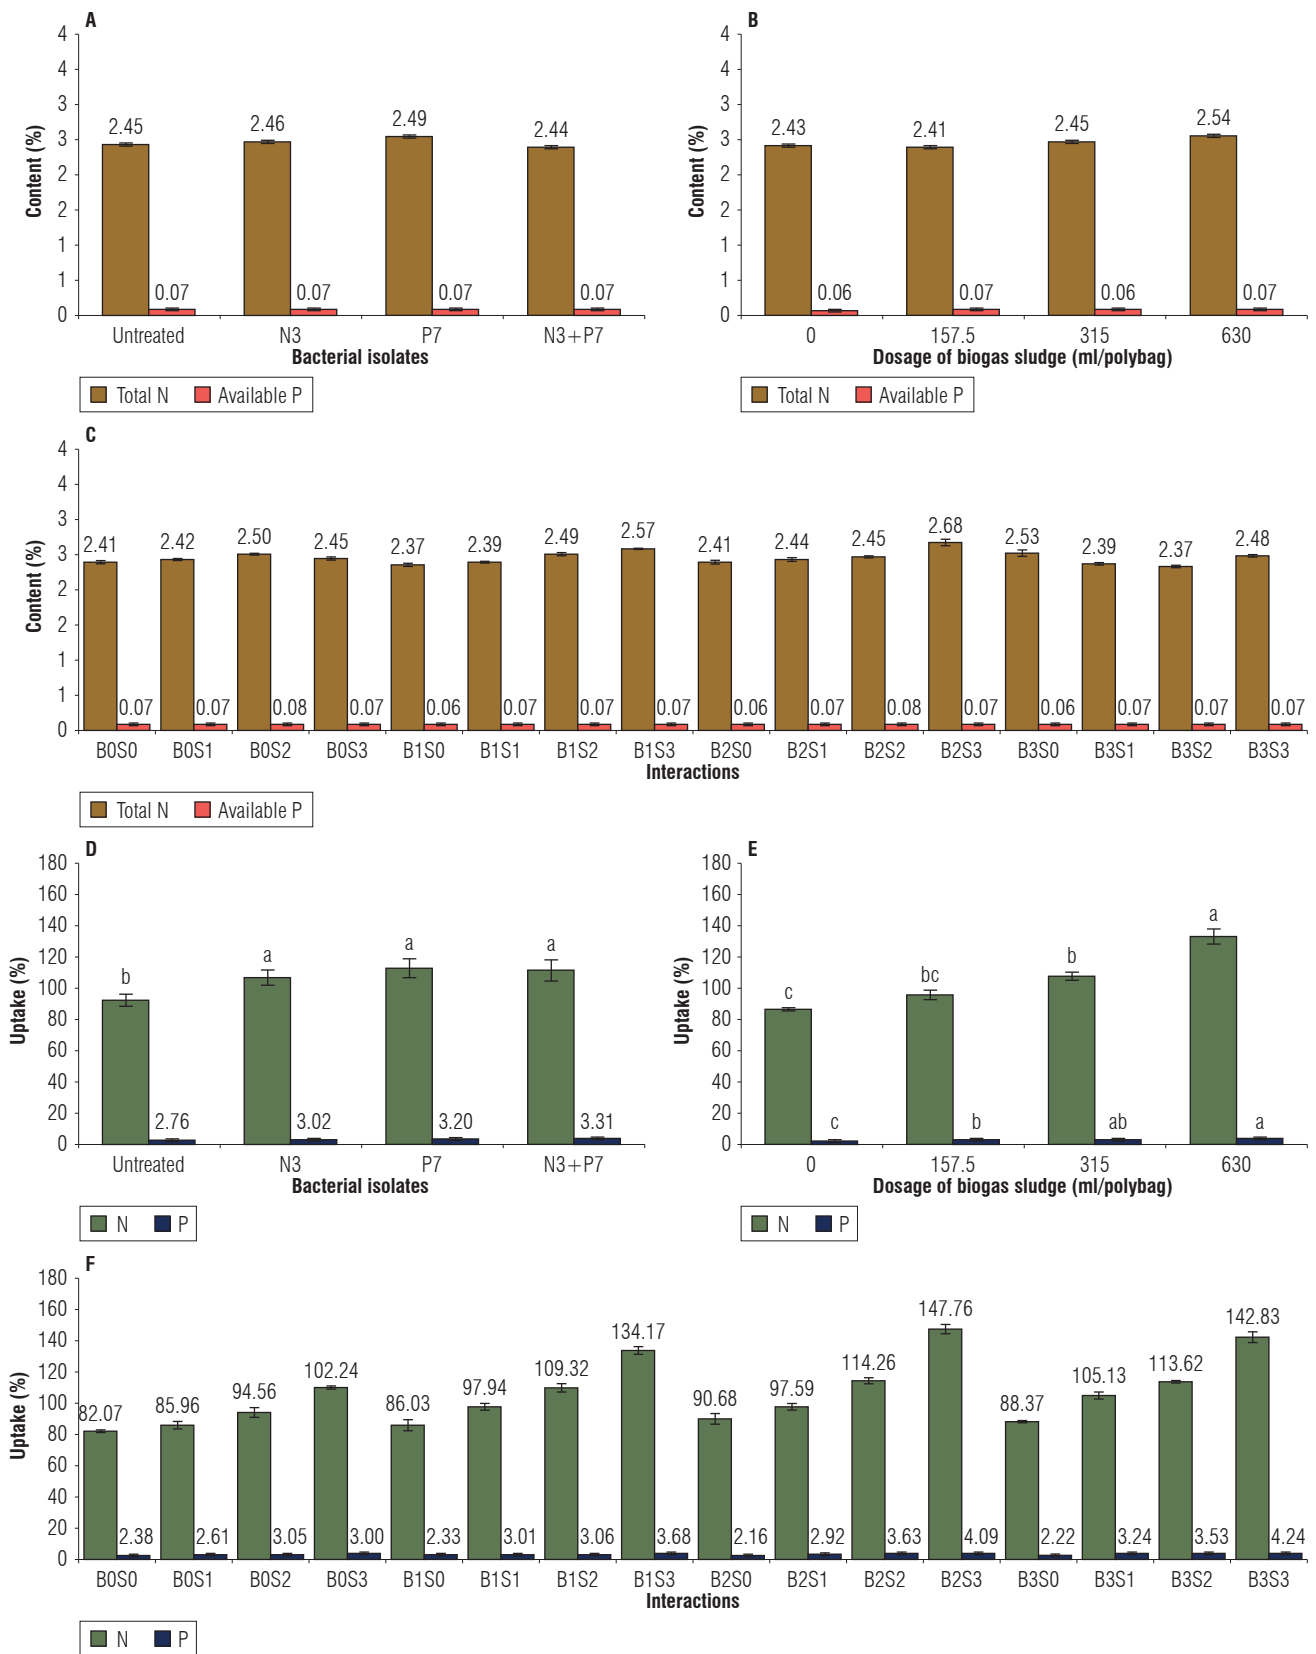 A
4
4
3
3
2
2
1
1
0
Content (%)
2.45 2.46 2.49 2.44
0.07 0.07 0.07 0.07
Untreated N3 P7 N3+P7
Bacterial isolates
Total N Available P
B
4
4
3
3
2
2
1
1
0
Content (%)
2.43 2.41 2.45 2.54
0.06 0.07 0.06 0.07
0 157.5 315 630
Dosage of biogas sludge (ml/polybag)
Total N Available P
C
4
4
3
3
2
2
1
1
0
Content (%)
2.41 2.42 2.50 2.45 2.37 2.39 2.49 2.57 2.41 2.44 2.45 2.68 2.53 2.39 2.37 2.48
0.07 0.07 0.08 0.07 0.06 0.07 0.07 0.07 0.06 0.07 0.08 0.07 0.06 0.07 0.07 0.07
B0S0 B0S1 B0S2 B0S3 B1S0 B1S1 B1S2 B1S3 B2S0 B2S1 B2S2 B2S3 B3S0 B3S1 B3S2 B3S3
Interactions
Total N Available P
D
180
160
140
120
100
80
60
40
20
0
Uptake (%)
b a a a
2.76 3.02 3.20 3.31
Untreated N3 P7 N3+P7
Bacterial isolates
N P
E
180
160
140
120
100
80
60
40
20
0
Uptake (%)
c bc b a
c b ab a
0 157.5 315 630
Dosage of biogas sludge (ml/polybag)
N P
F
180
160
140
120
100
80
60
40
20
0
Uptake (%)
82.07 85.96 94.56 102.24 86.03 97.94 109.32 134.17 90.68 97.59 114.26 147.76 88.37 105.13 113.62 142.83
2.38 2.61 3.05 3.00 2.33 3.01 3.06 3.68 2.16 2.92 3.63 4.09 2.22 3.24 3.53 4.24
B0S0 B0S1 B0S2 B0S3 B1S0 B1S1 B1S2 B1S3 B2S0 B2S1 B2S2 B2S3 B3S0 B3S1 B3S2 B3S3
Interactions
N P